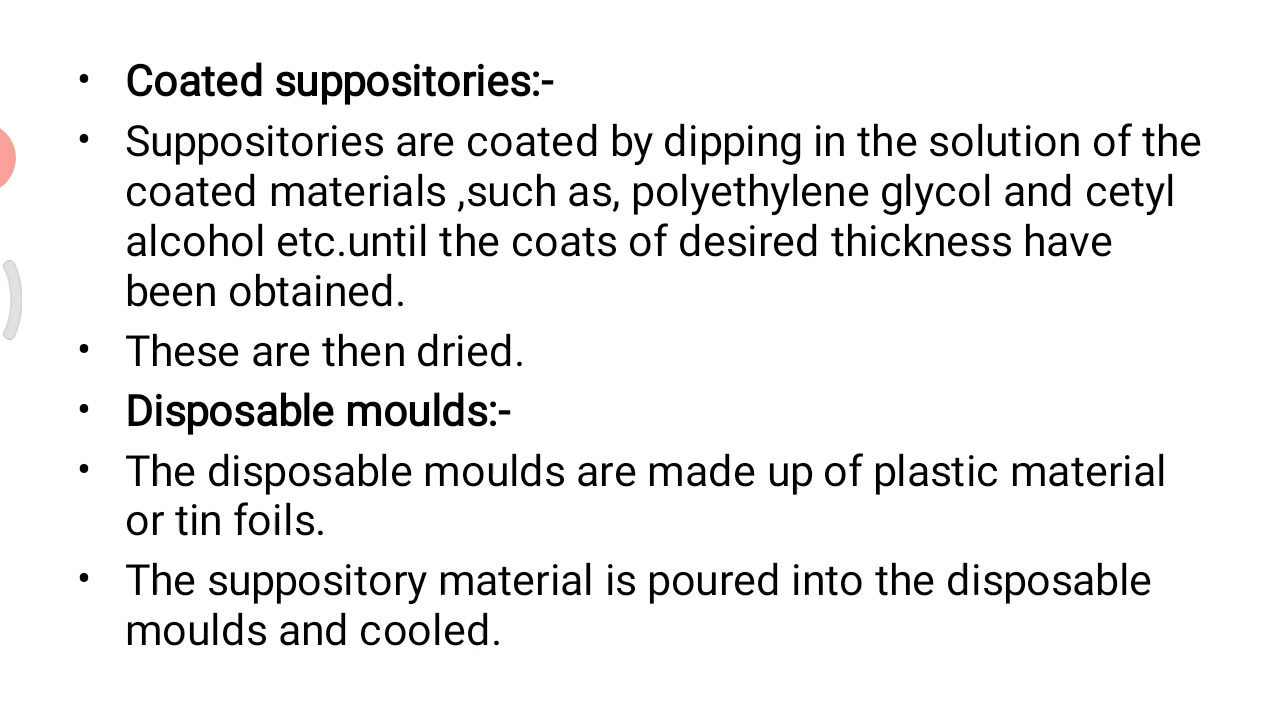 • Coated suppositories:-
• Suppositories are coated by dipping in the solution of the
coated materials ,such as, polyethylene glycol and cetyl
alcohol etc.until the coats of desired thickness have
been obtained.
• These are then dried.
• Disposable moulds:-
• The disposable moulds are made up of plastic material
or tin foils.
• The suppository material is poured into the disposable
moulds and cooled.